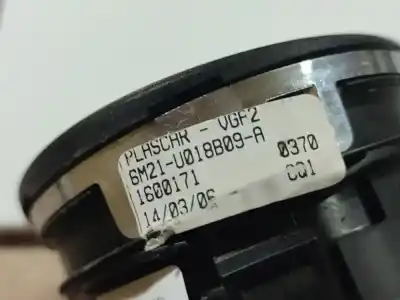 PLASCAR - VGF2
6M21-U018B09-A
1600171 0370
14/03/06 CQ1